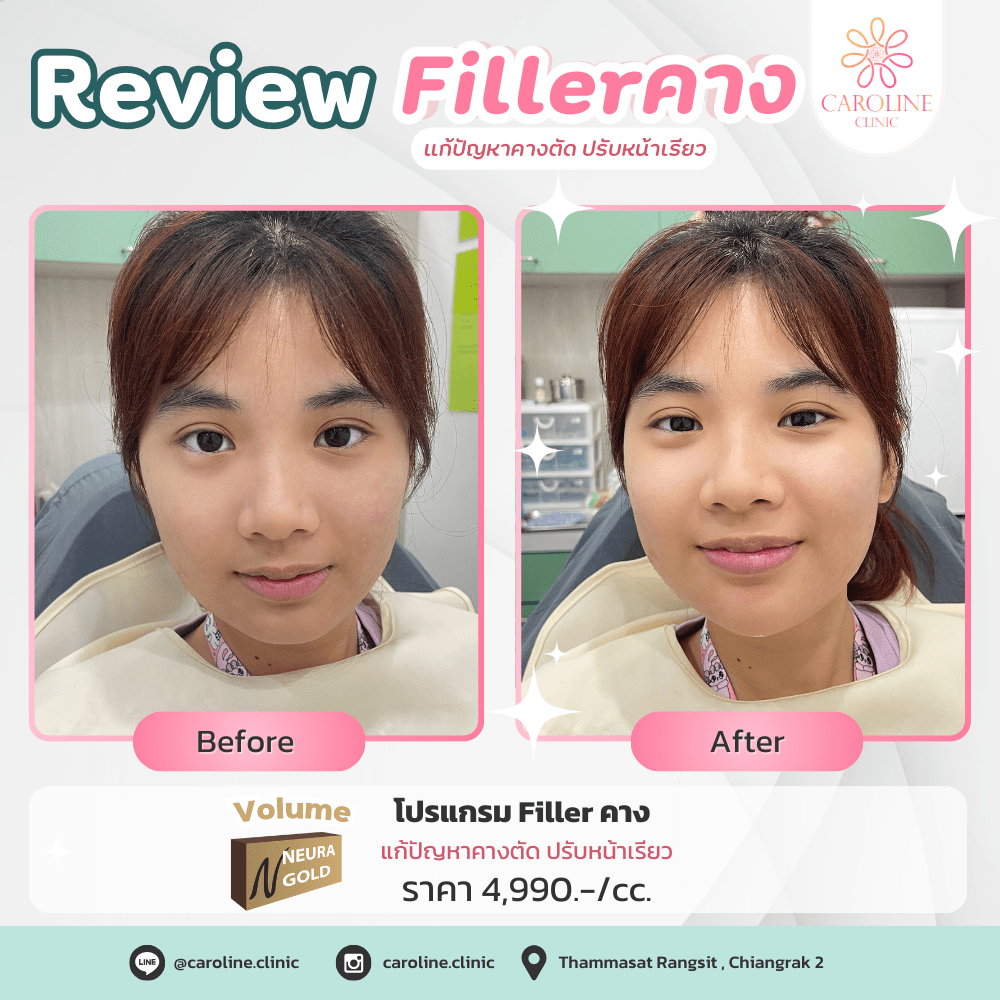 Review Fillerคาง
แก้ปัญหาคางตัด ปรับหน้าเรียว
CAROLINE
CLINIC
Before
After
Volume
NEURA
GOLD
โปรแกรม Filler คาง
แก้ปัญหาคางตัด ปรับหน้าเรียว
ราคา 4,990.-/cc.
LINE @caroline.clinic
caroline.clinic
Thammasat Rangsit , Chiangrak 2